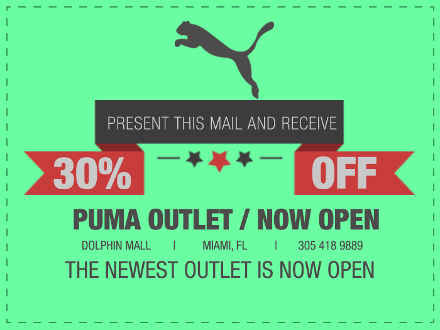 PRESENT THIS MAIL AND RECEIVE
30% OFF
PUMA OUTLET / NOW OPEN
DOLPHIN MALL | MIAMI, FL | 305 418 9889
THE NEWEST OUTLET IS NOW OPEN